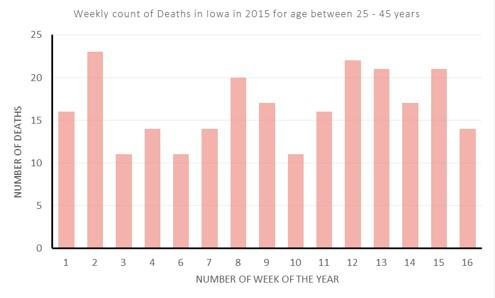 Weekly count of Deaths in Iowa in 2015 for age between 25 - 45 years
25
20
15
10
5
0
NUMBER OF DEATHS
1 2 3 4 6 7 8 9 10 11 12 13 14 15 16
NUMBER OF WEEK OF THE YEAR